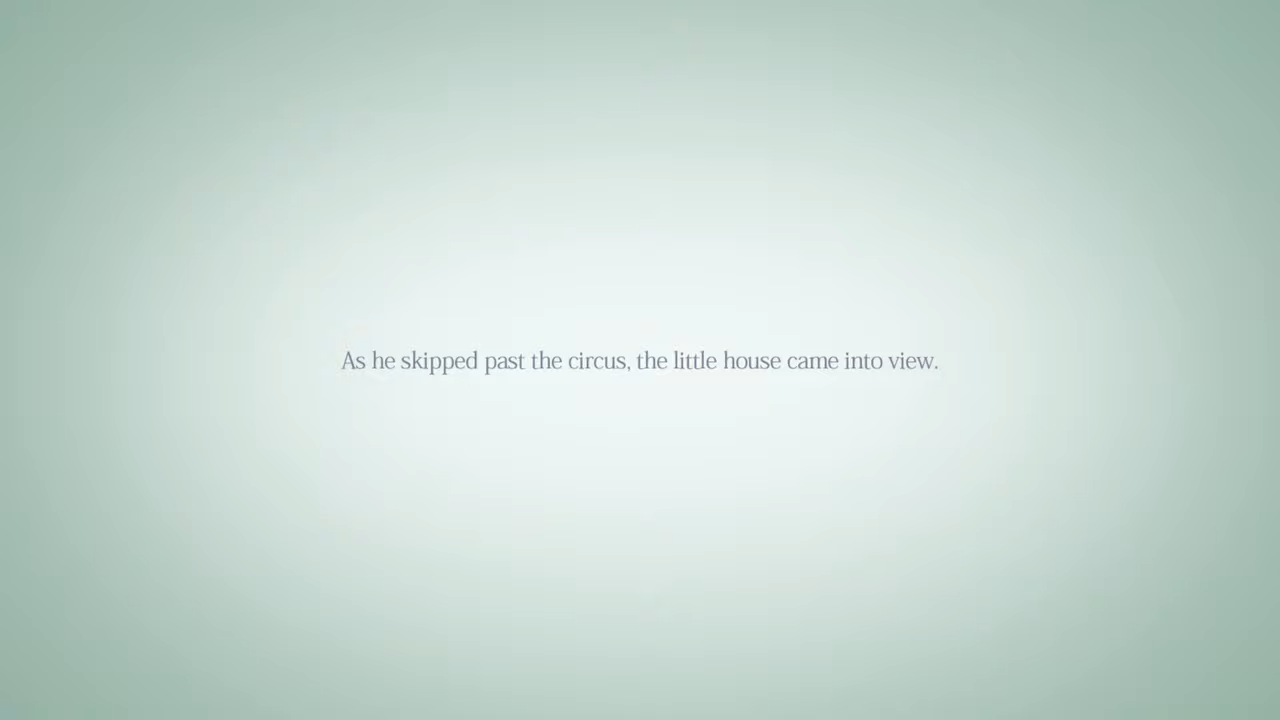 As he skipped past the circus, the little house came into view.